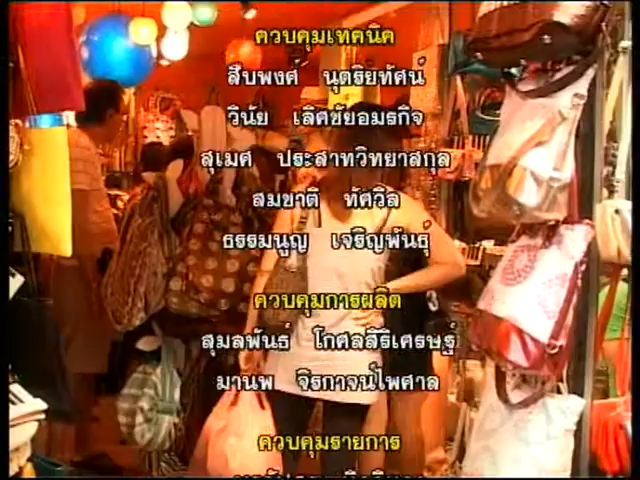 ควบคุมเทคนิค
สืบพงศ์ นุตริยทัศน์
วินัย เลิศชัยอมรกิจ
สุเมศ ประสาทวิทยาสกุล
สมชาติ ทัศวิล
ธรรมนูญ เจริญพันธุ์
ควบคุมการผลิต
สุมลพันธุ์ โกศลสิริเศรษฐ์
มานพ จิรกาจน์ไพศาล
ควบคุมรายการ